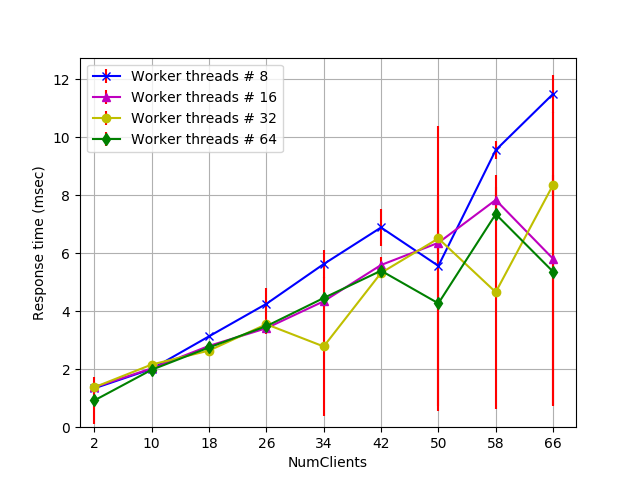 Worker threads # 8
Worker threads # 16
Worker threads # 32
Worker threads # 64
Response time (msec)
12
10
8
6
4
2
0
2 10 18 26 34 42 50 58 66
NumClients